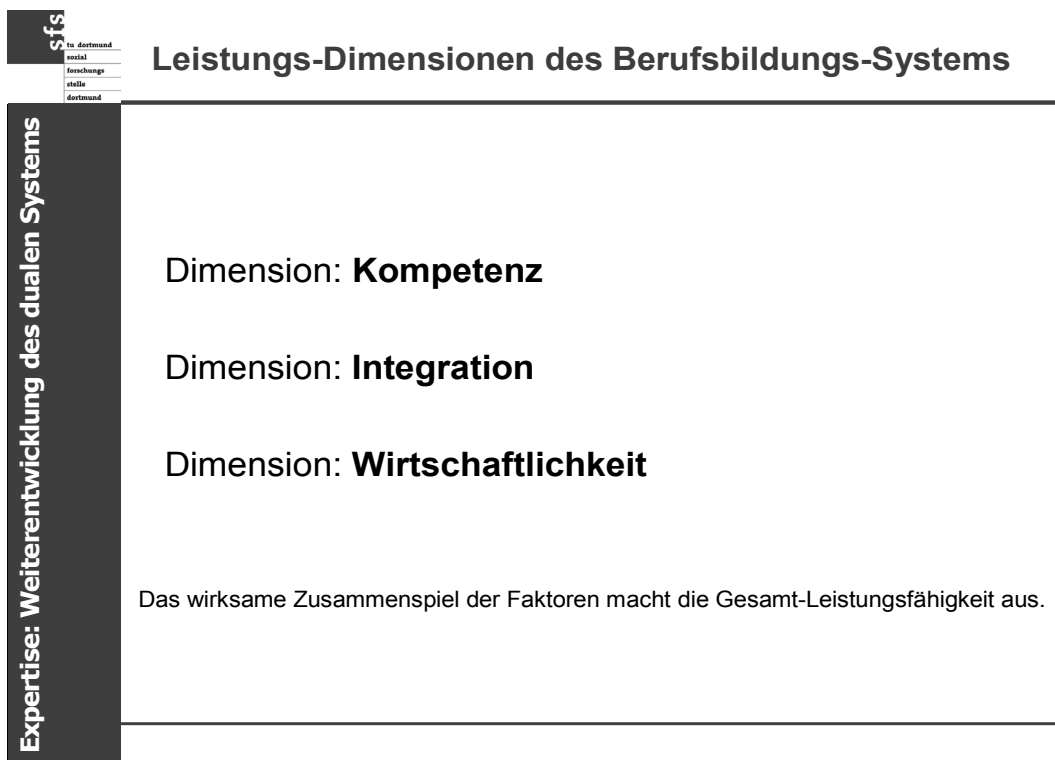 sfs
tu dortmund
sozial
forschungs
stelle
dortmund
Leistungs-Dimensionen des Berufsbildungs-Systems
Expertise: Weiterentwicklung des dualen Systems
Dimension: Kompetenz
Dimension: Integration
Dimension: Wirtschaftlichkeit
Das wirksame Zusammenspiel der Faktoren macht die Gesamt-Leistungsfähigkeit aus.